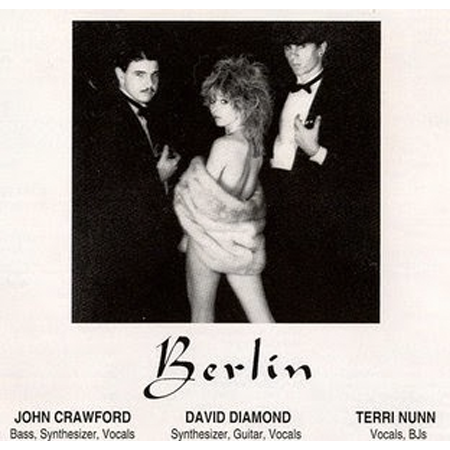 Berlin
JOHN CRAWFORD DAVID DIAMOND TERRI NUNN
Bass, Synthesizer, Vocals Synthesizer, Guitar, Vocals Vocals, BJs